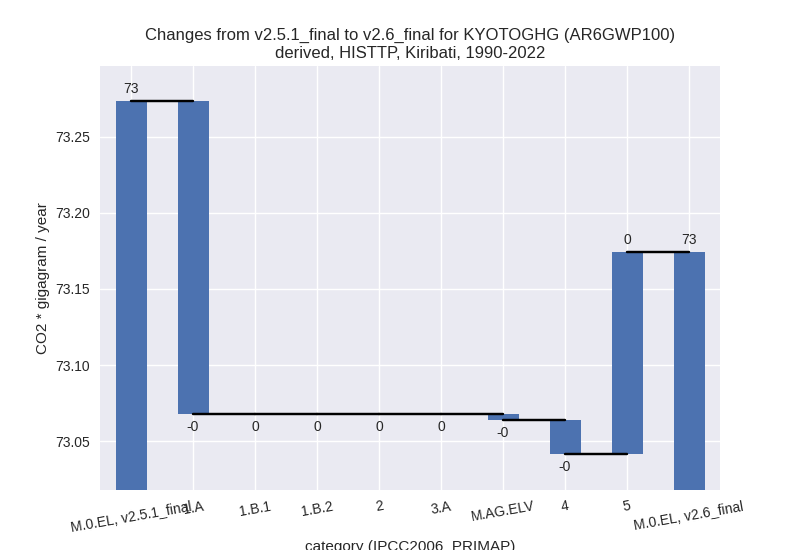 Changes from v2.5.1_final to v2.6_final for KYOTOGHG (AR6GWP100)
derived, HISTTP, Kiribati, 1990-2022
73
73.25
73.20
0
73
CO2 * gigagram / year
73.15
73.10
-0
0
0
0
0
-0
73.05
-0
M.0.EL, v2.5.1_final
1.A
1.B.1
1.B.2
2
3.A
M.AG.ELV
4
5
M.0.EL, v2.6_final
category (IPCC2006_PRIMAP)